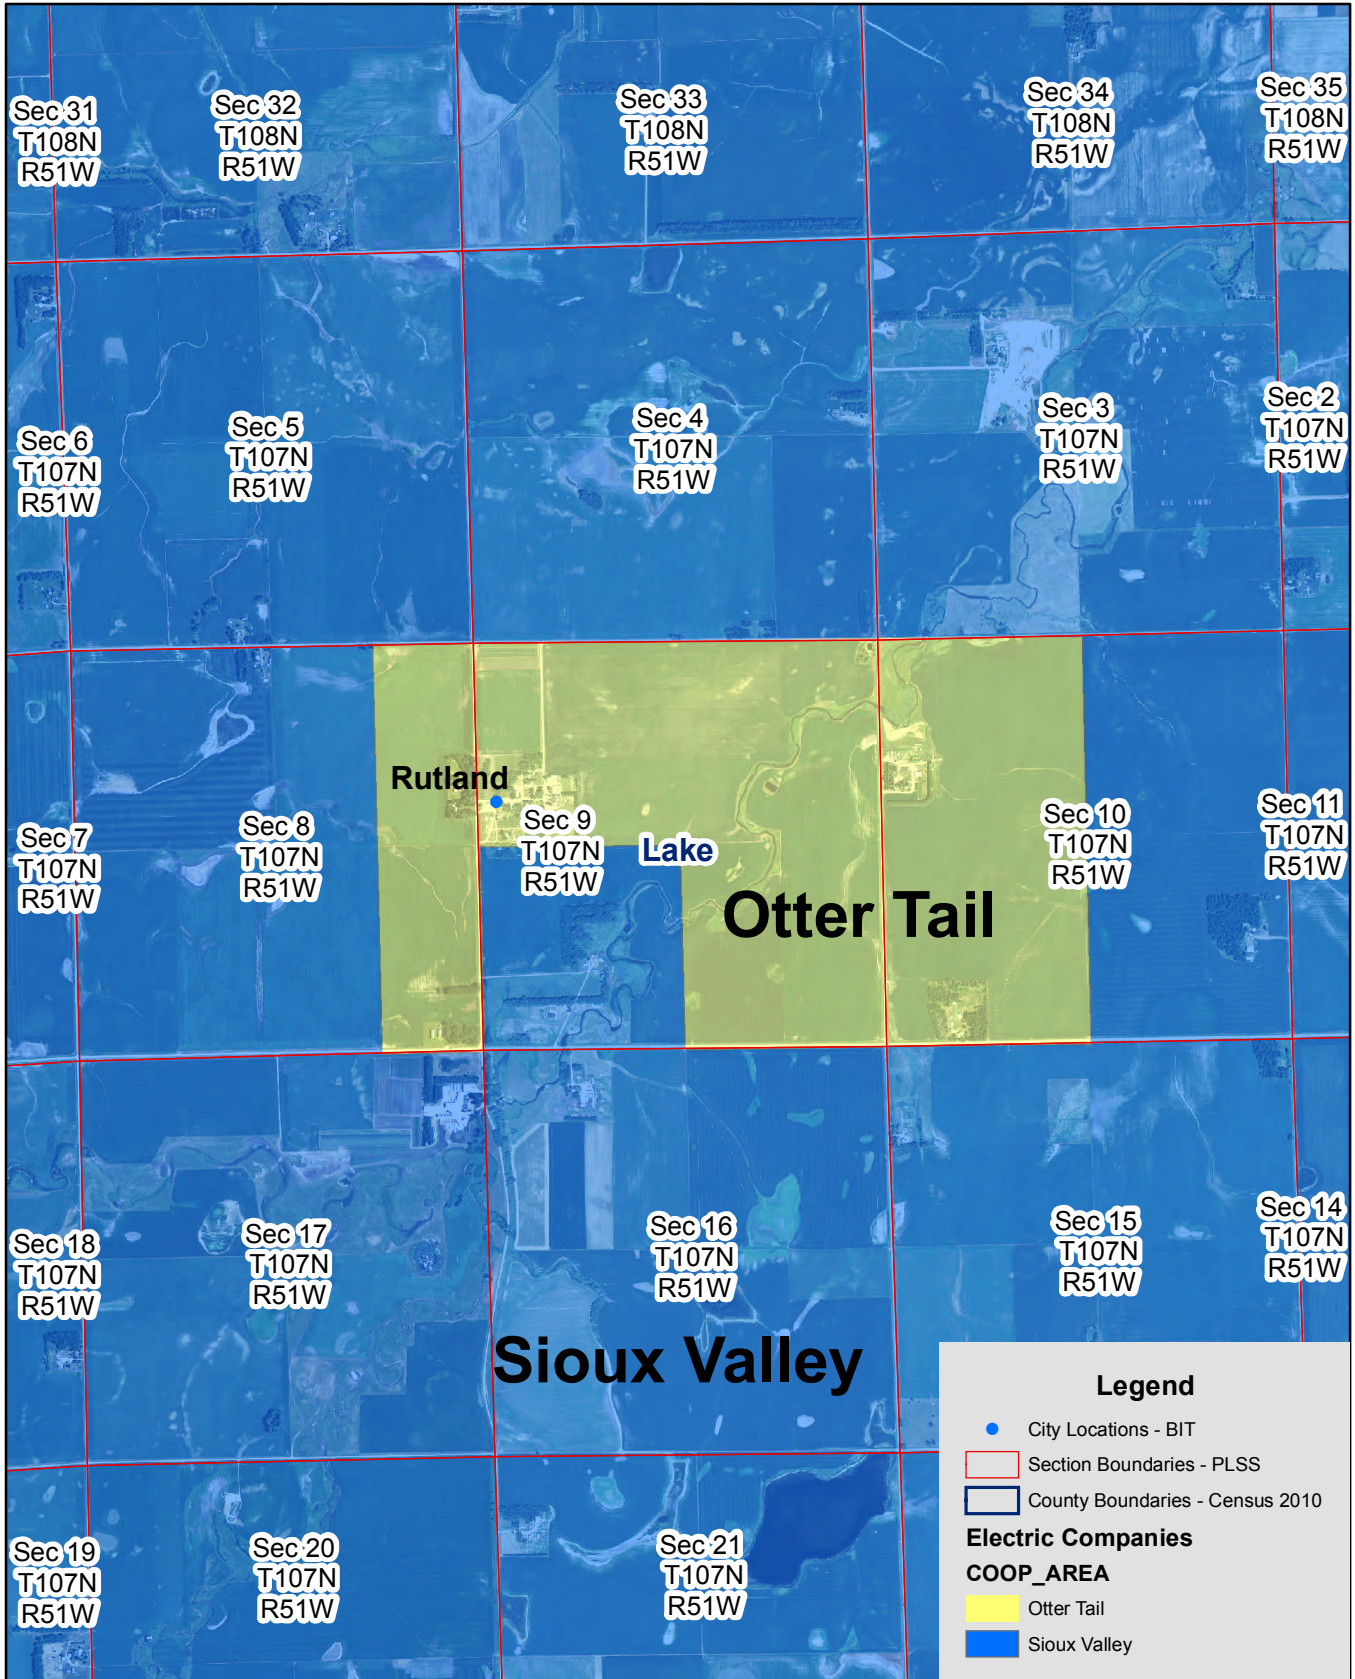 Sec 31
T108N
R51W
Sec 32
T108N
R51W
Sec 33
T108N
R51W
Sec 34
T108N
R51W
Sec 35
T108N
R51W
Sec 6
T107N
R51W
Sec 5
T107N
R51W
Sec 4
T107N
R51W
Sec 3
T107N
R51W
Sec 2
T107N
R51W
Rutland
Sec 7
T107N
R51W
Sec 8
T107N
R51W
Sec 9
T107N
R51W
Lake
Otter Tail
Sec 10
T107N
R51W
Sec 11
T107N
R51W
Sec 18
T107N
R51W
Sec 17
T107N
R51W
Sec 16
T107N
R51W
Sec 15
T107N
R51W
Sec 14
T107N
R51W
Sioux Valley
Sec 19
T107N
R51W
Sec 20
T107N
R51W
Sec 21
T107N
R51W
Legend
City Locations - BIT
Section Boundaries - PLSS
County Boundaries - Census 2010
Electric Companies
COOP_AREA
Otter Tail
Sioux Valley